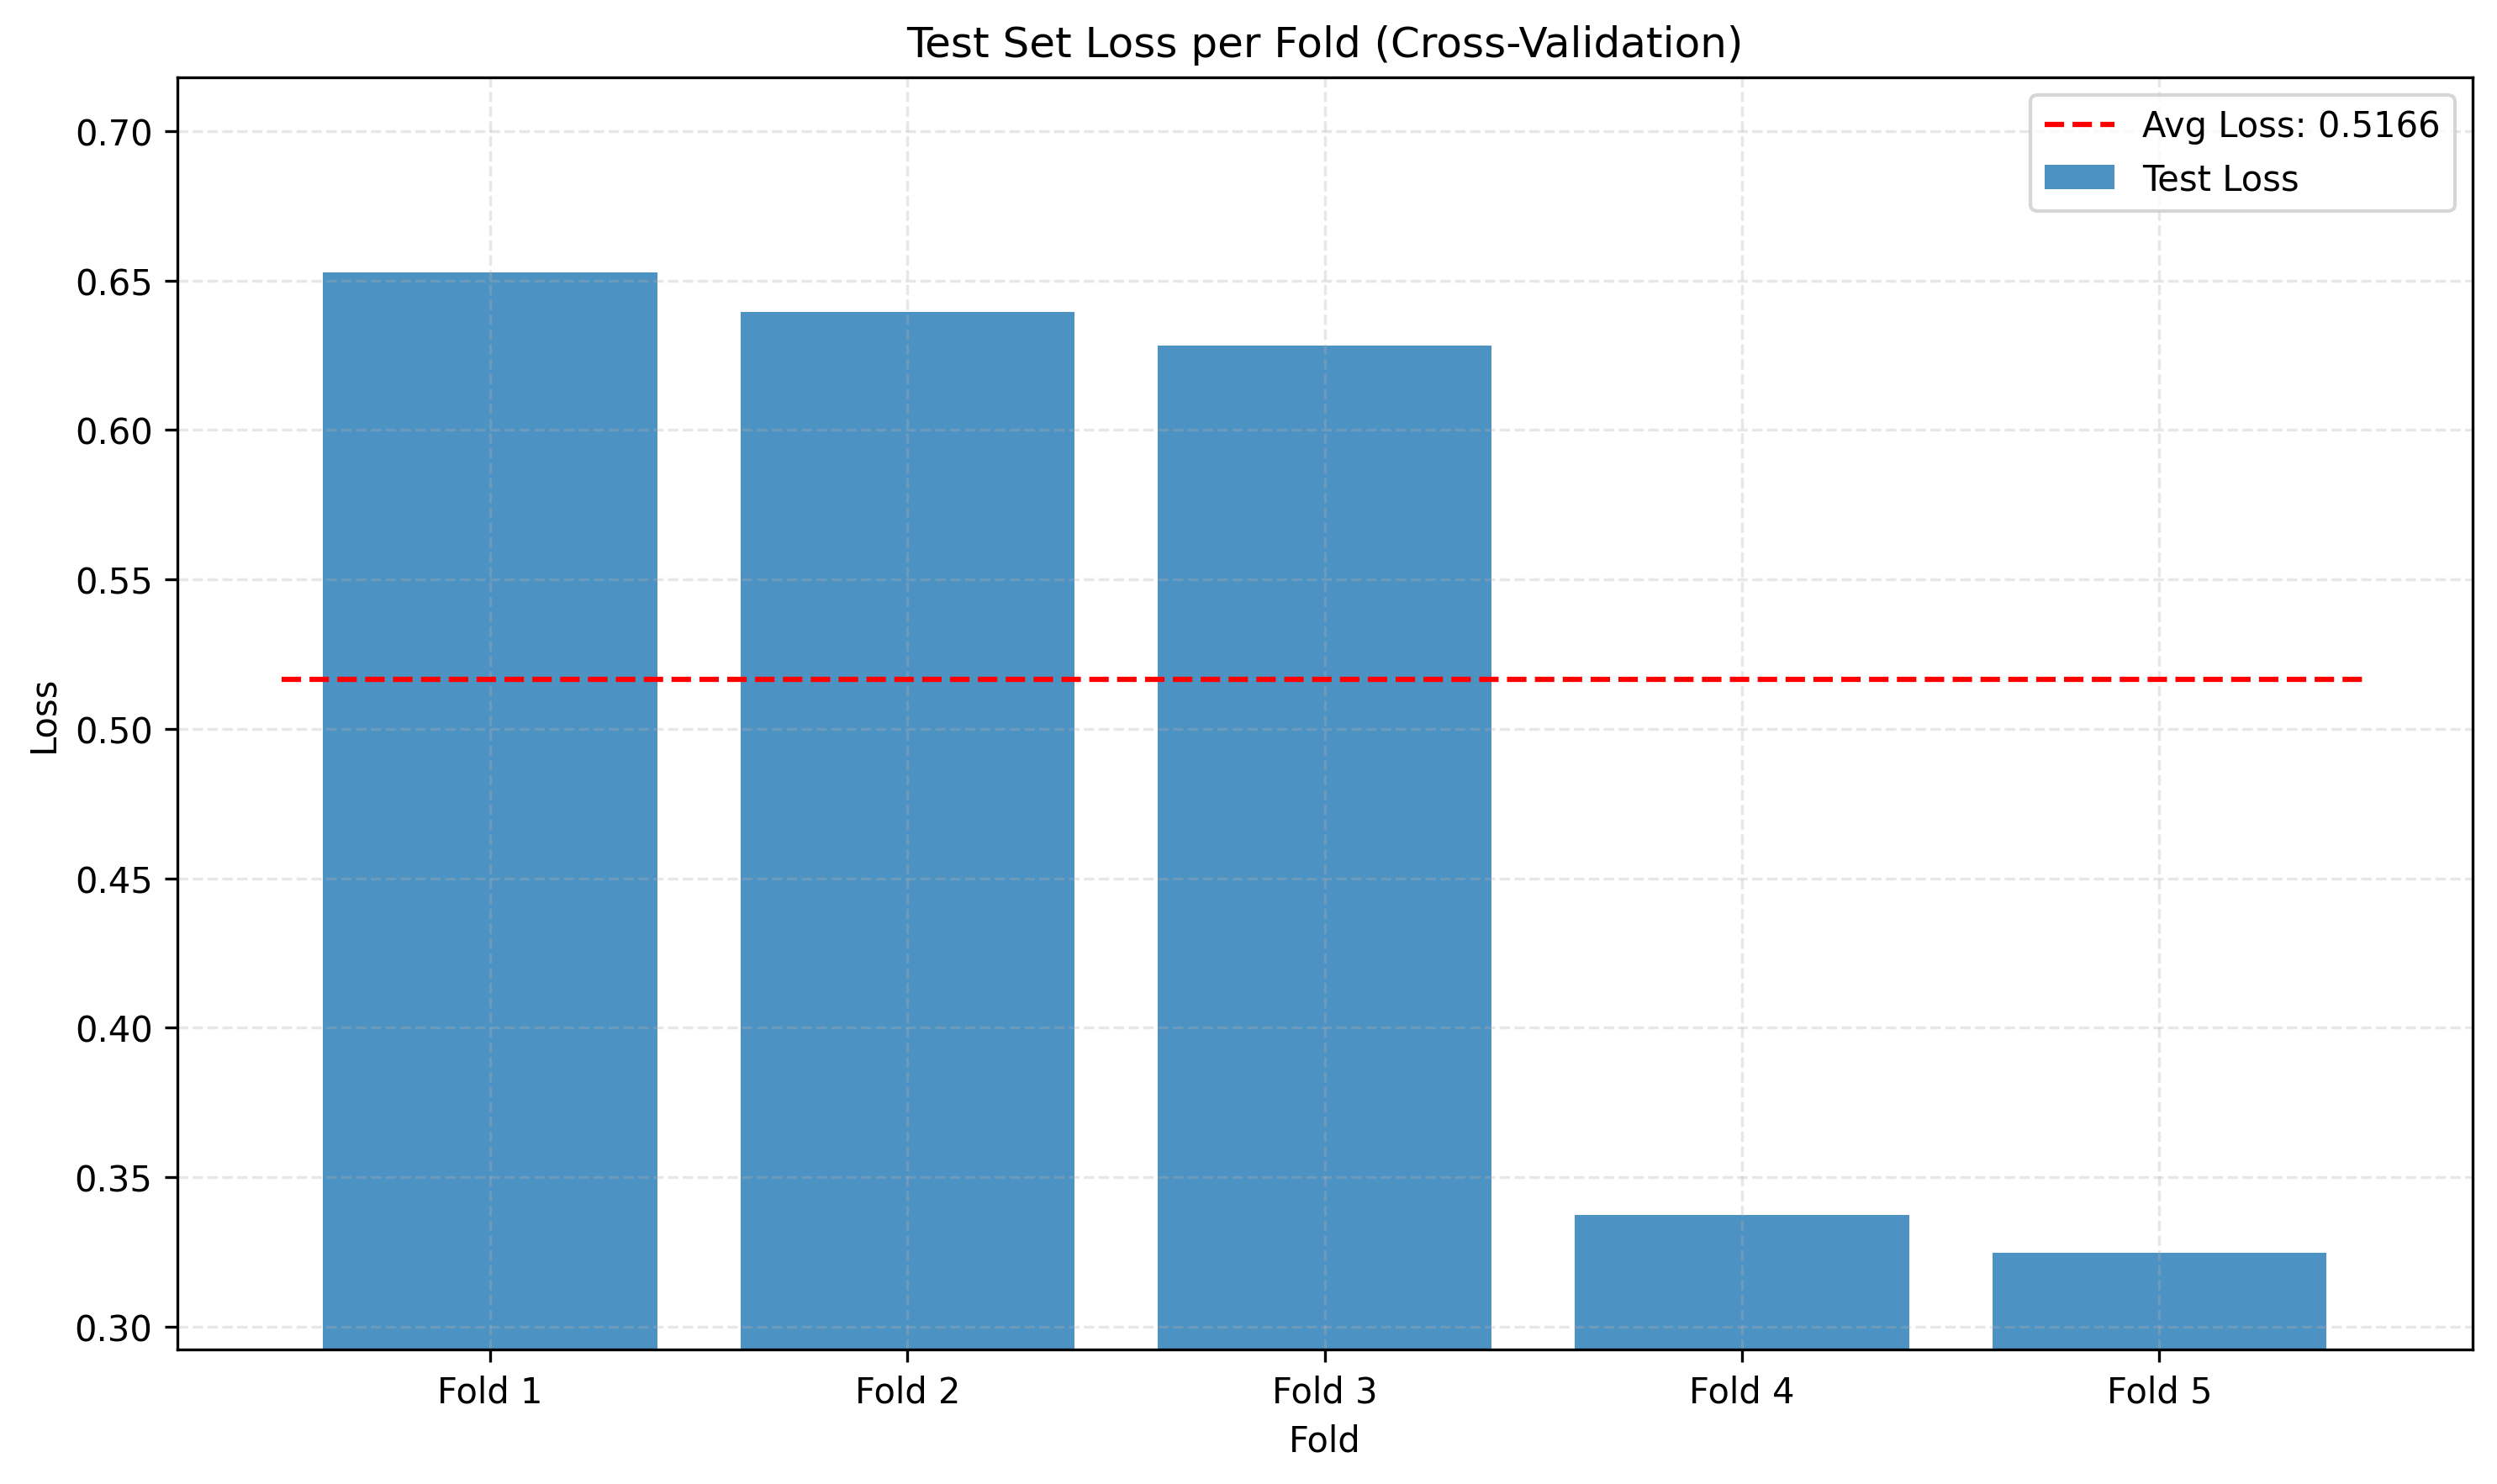 Test Set Loss per Fold (Cross-Validation)
Avg Loss: 0.5166
Test Loss
Loss
0.70
0.65
0.60
0.55
0.50
0.45
0.40
0.35
0.30
Fold 1 Fold 2 Fold 3 Fold 4 Fold 5
Fold